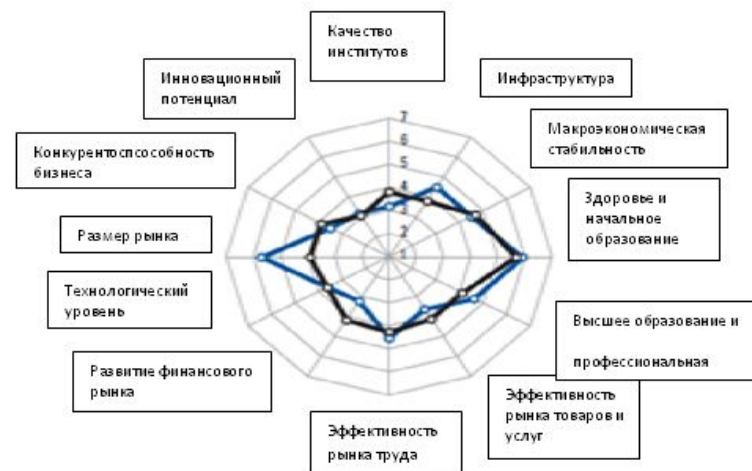 Качество
институтов
Инфраструктура
Макроэкономическая
стабильность
Здоровье и
начальное
образование
Высшее образование и
профессиональная
Эффективность
рынка товаров и
услуг
Эффективность
рынка труда
Развитие финансового
рынка
Технологический
уровень
Размер рынка
Конкурентоспсособность
бизнеса
Инновационный
потенциал
7
6
5
4
3
2
1